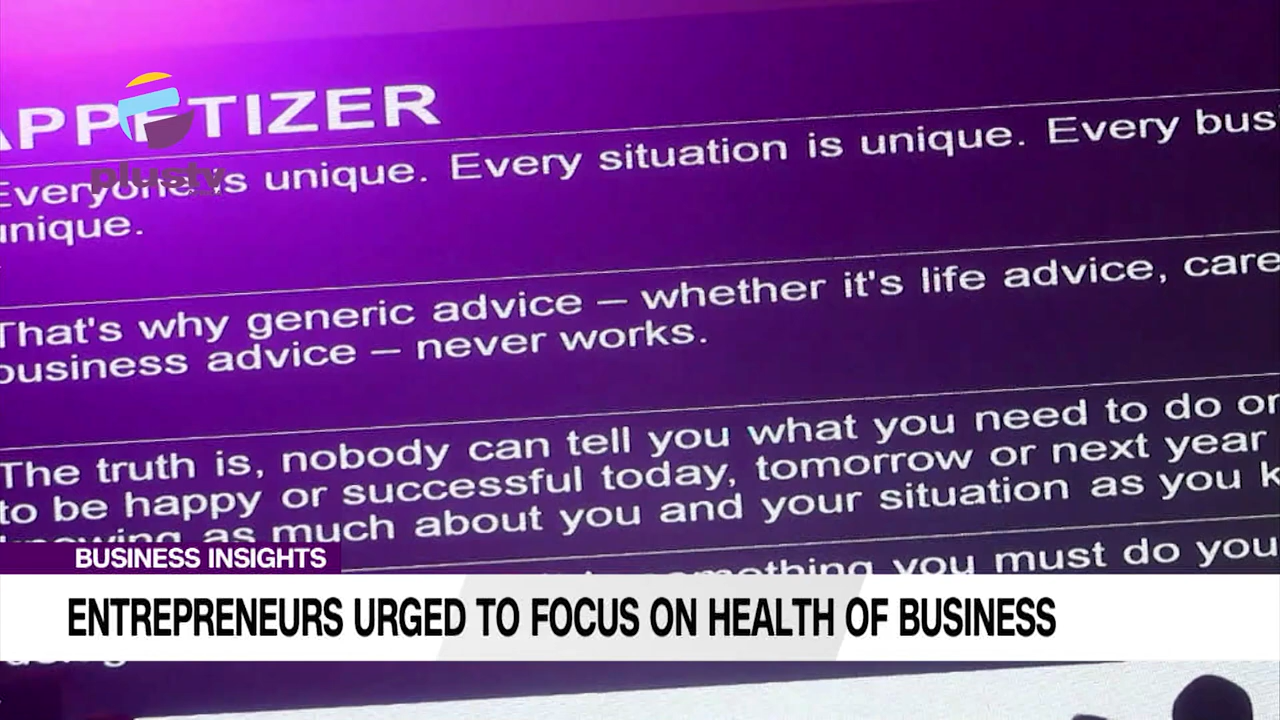 APPETIZER
plustv
Everyone is unique. Every situation is unique. Every bus
unique.
That's why generic advice – whether it's life advice, care
business advice – never works.
The truth is, nobody can tell you what you need to do or
to be happy or successful today, tomorrow or next year
knowing as much about you and your situation as you k
something you must do you
BUSINESS INSIGHTS
ENTREPRENEURS URGED TO FOCUS ON HEALTH OF BUSINESS